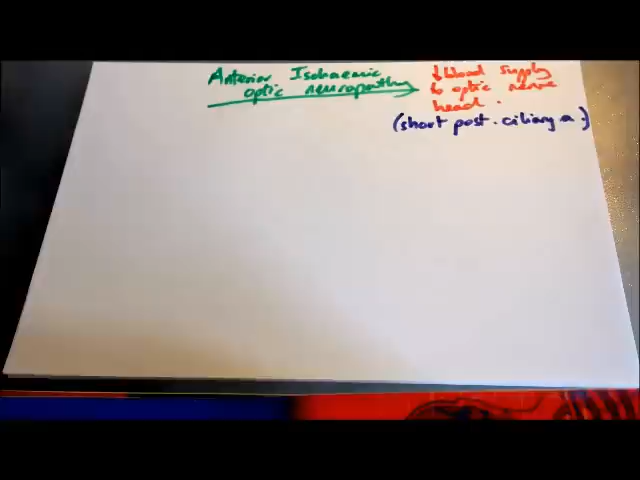 Anterior Ischaemic
optic neuropathy
↓ blood supply
to optic nerve
head.
(short post. ciliary a.)